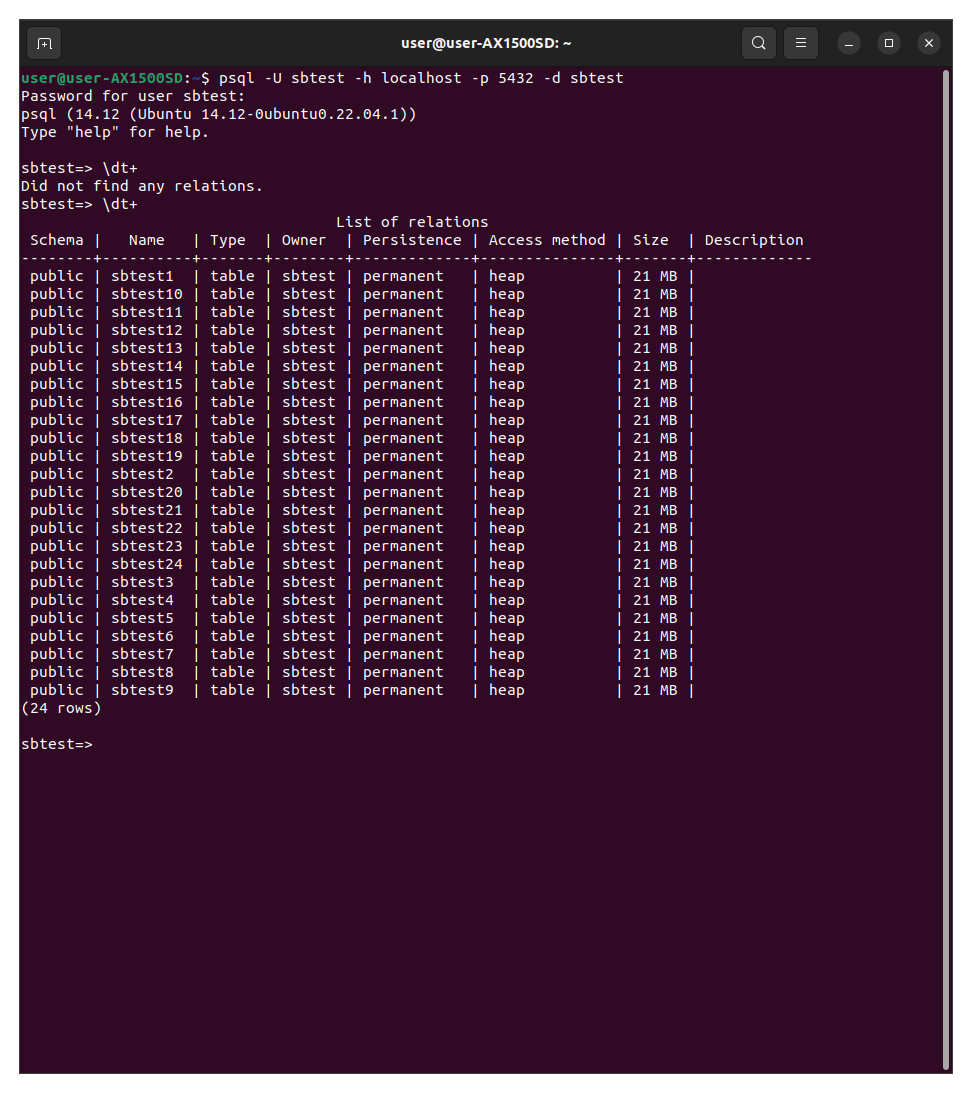 user@user-AX1500SD: ~
user@user-AX1500SD:~$ psql -U sbtest -h localhost -p 5432 -d sbtest
Password for user sbtest:
psql (14.12 (Ubuntu 14.12-0ubuntu0.22.04.1))
Type "help" for help.

sbtest=> \dt+
Did not find any relations.
sbtest=> \dt+
                                   List of relations
 Schema |   Name   | Type  | Owner  | Persistence | Access method | Size  | Description
--------+----------+-------+--------+-------------+---------------+-------+-------------
 public | sbtest1  | table | sbtest | permanent   | heap          | 21 MB |
 public | sbtest10 | table | sbtest | permanent   | heap          | 21 MB |
 public | sbtest11 | table | sbtest | permanent   | heap          | 21 MB |
 public | sbtest12 | table | sbtest | permanent   | heap          | 21 MB |
 public | sbtest13 | table | sbtest | permanent   | heap          | 21 MB |
 public | sbtest14 | table | sbtest | permanent   | heap          | 21 MB |
 public | sbtest15 | table | sbtest | permanent   | heap          | 21 MB |
 public | sbtest16 | table | sbtest | permanent   | heap          | 21 MB |
 public | sbtest17 | table | sbtest | permanent   | heap          | 21 MB |
 public | sbtest18 | table | sbtest | permanent   | heap          | 21 MB |
 public | sbtest19 | table | sbtest | permanent   | heap          | 21 MB |
 public | sbtest2  | table | sbtest | permanent   | heap          | 21 MB |
 public | sbtest20 | table | sbtest | permanent   | heap          | 21 MB |
 public | sbtest21 | table | sbtest | permanent   | heap          | 21 MB |
 public | sbtest22 | table | sbtest | permanent   | heap          | 21 MB |
 public | sbtest23 | table | sbtest | permanent   | heap          | 21 MB |
 public | sbtest24 | table | sbtest | permanent   | heap          | 21 MB |
 public | sbtest3  | table | sbtest | permanent   | heap          | 21 MB |
 public | sbtest4  | table | sbtest | permanent   | heap          | 21 MB |
 public | sbtest5  | table | sbtest | permanent   | heap          | 21 MB |
 public | sbtest6  | table | sbtest | permanent   | heap          | 21 MB |
 public | sbtest7  | table | sbtest | permanent   | heap          | 21 MB |
 public | sbtest8  | table | sbtest | permanent   | heap          | 21 MB |
 public | sbtest9  | table | sbtest | permanent   | heap          | 21 MB |
(24 rows)

sbtest=>